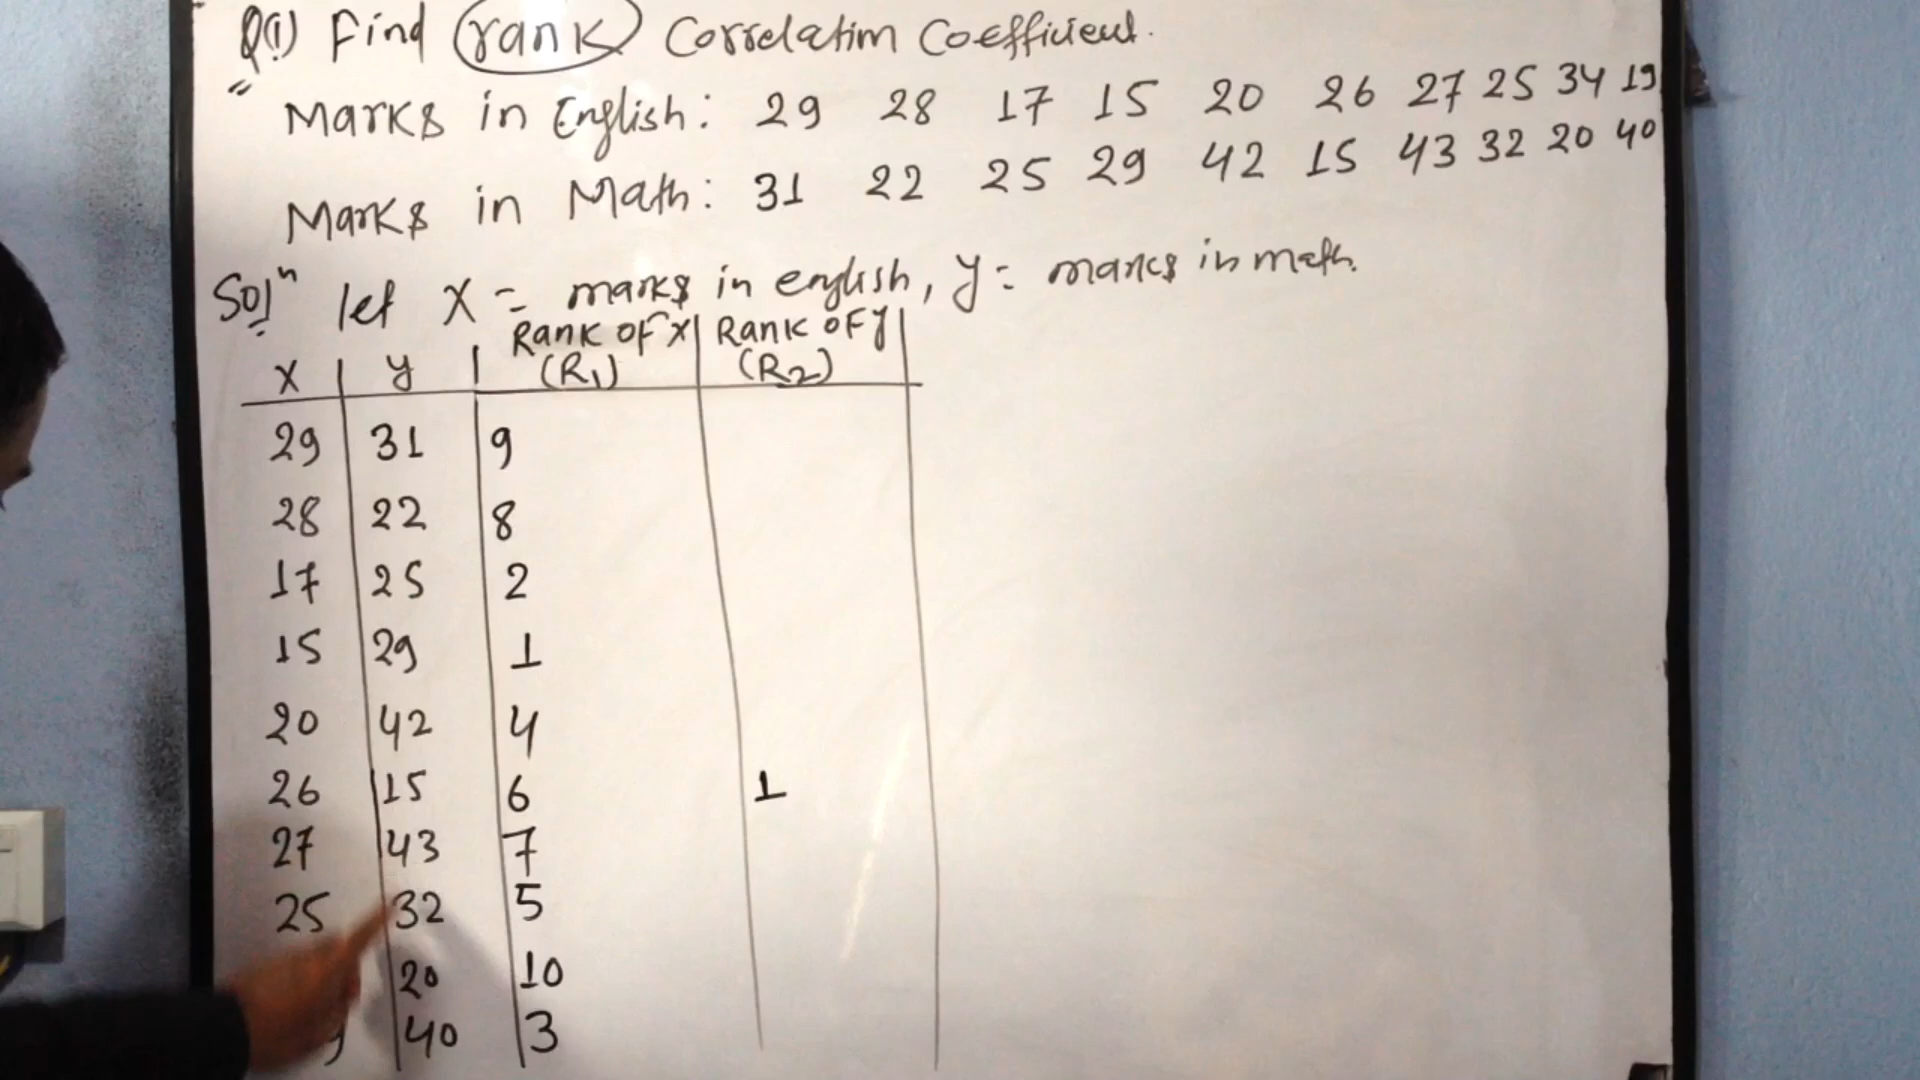 Q(1) Find rank Correlation Coefficient.
Marks in English: 29 28 17 15 20 26 27 25 34 19
Marks in Math: 31 22 25 29 42 15 43 32 20 40
Solⁿ let X = marks in english, y = marks in math.
X y Rank of X (R₁) Rank of y (R₂)
29 31 9
28 22 8
17 25 2
15 29 1
20 42 4
26 15 6 1
27 43 7
25 32 5
20 10
40 3